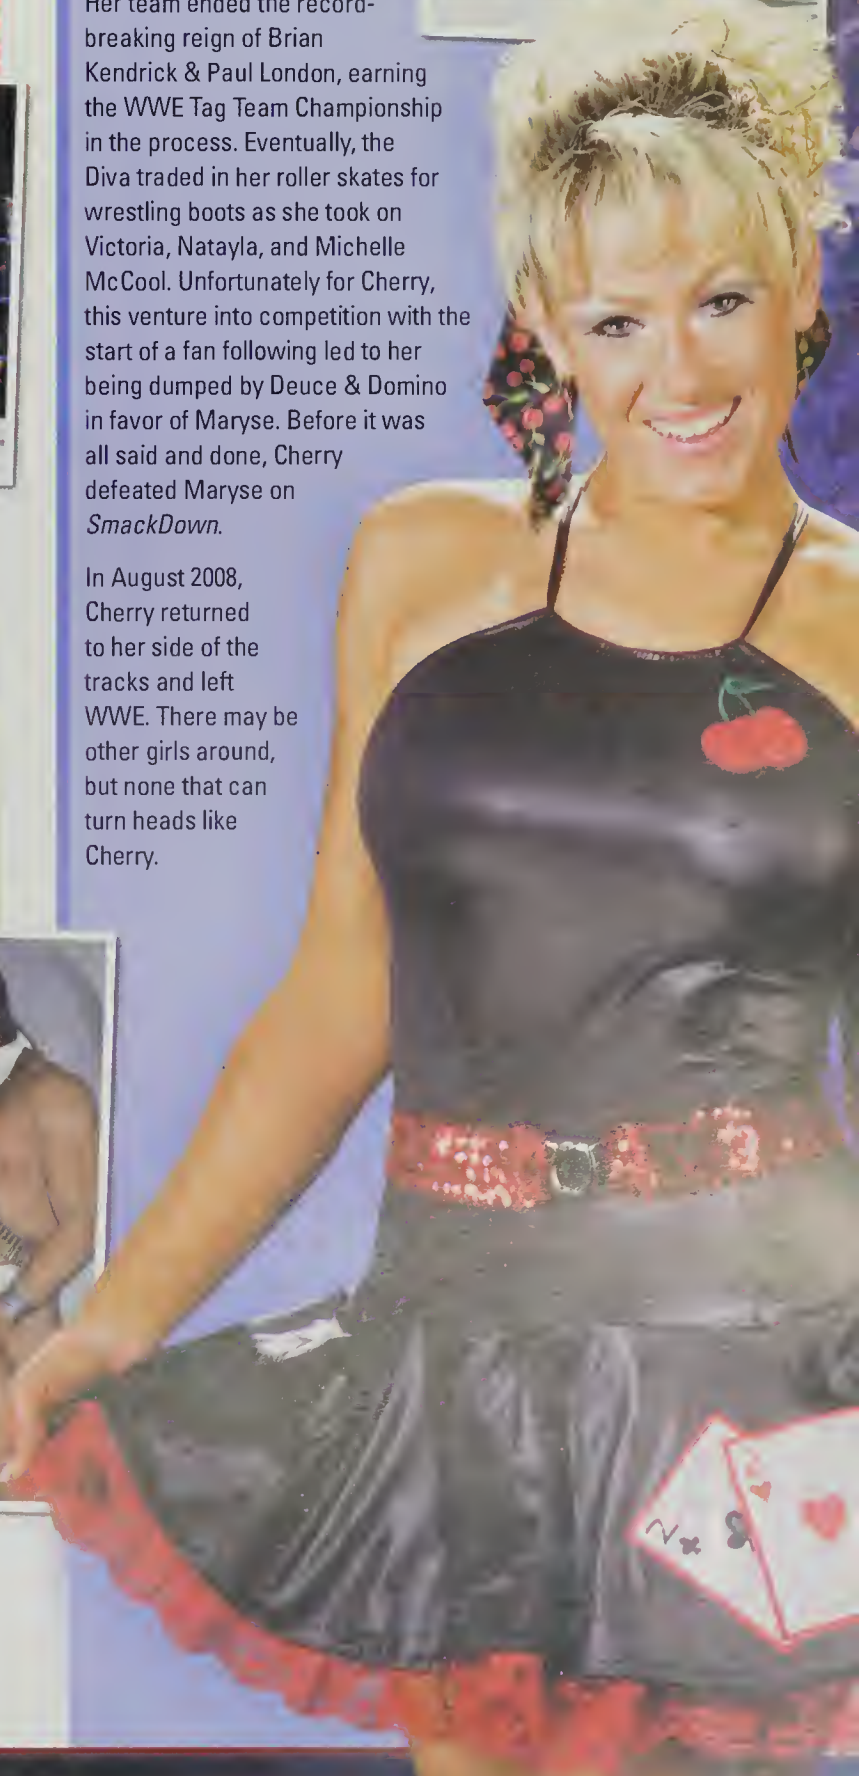 Her team ended the record-
breaking reign of Brian
Kendrick & Paul London, earning
the WWE Tag Team Championship
in the process. Eventually, the
Diva traded in her roller skates for
wrestling boots as she took on
Victoria, Natayla, and Michelle
McCool. Unfortunately for Cherry,
this venture into competition with the
start of a fan following led to her
being dumped by Deuce & Domino
in favor of Maryse. Before it was
all said and done, Cherry
defeated Maryse on
SmackDown.
In August 2008,
Cherry returned
to her side of the
tracks and left
WWE. There may be
other girls around,
but none that can
turn heads like
Cherry.